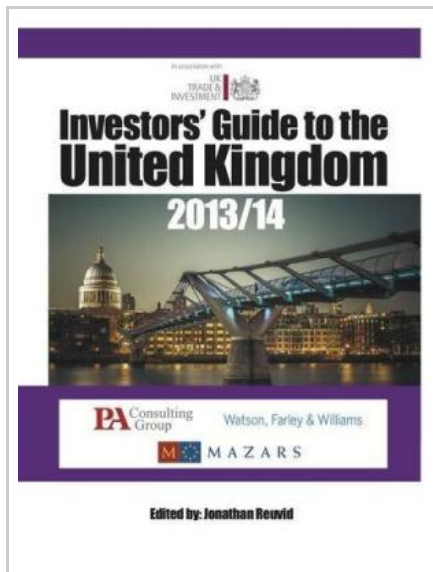 In association with
UK
TRADE &
INVESTMENT
Investors' Guide to the
United Kingdom
2013/14
PA Consulting
Group
Watson, Farley & Williams
M MAZARS
Edited by: Jonathan Reuvid